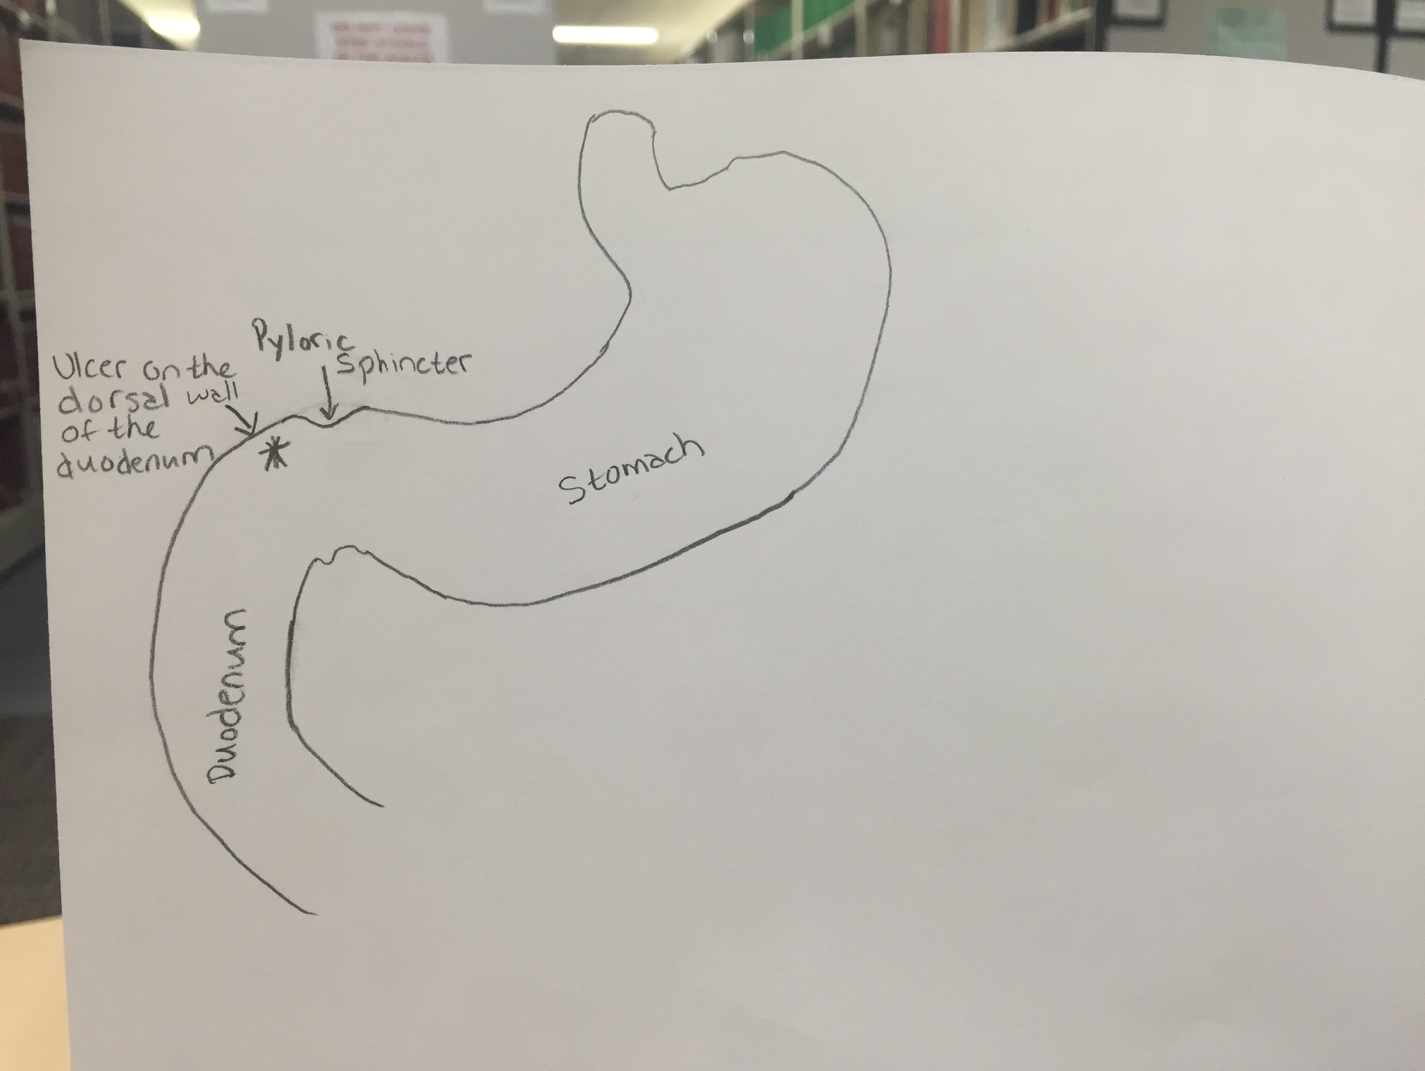 Pyloric
Sphincter
Ulcer on the
dorsal wall
of the
duodenum
Stomach
Duodenum